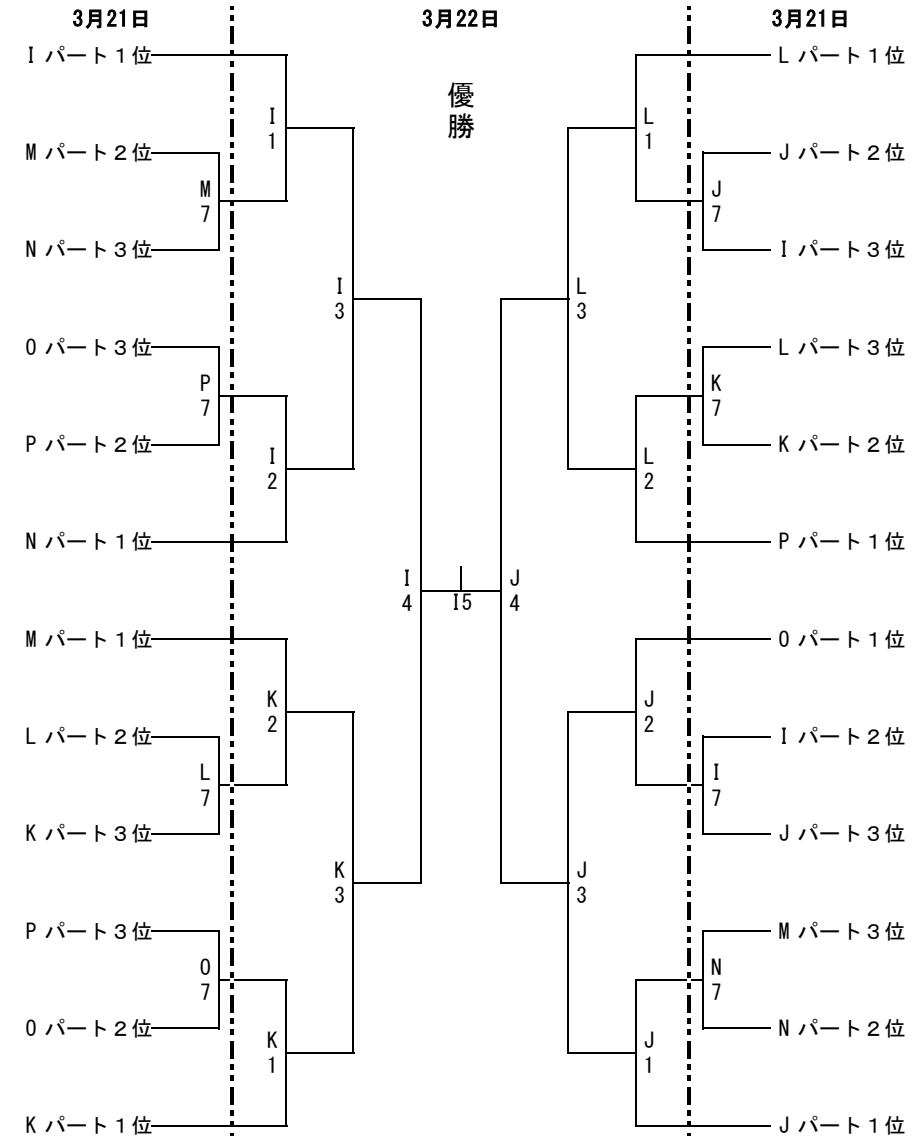 3月21日 3月22日 3月21日
I パート１位 L パート１位
優
勝
I L
1 1
M パート２位 J パート２位
M J
7 7
N パート３位 I パート３位
I L
3 3
O パート３位 L パート３位
P K
7 7
P パート２位 K パート２位
I L
2 2
N パート１位 P パート１位
I J
4 I5 4
M パート１位 O パート１位
K J
2 2
L パート２位 I パート２位
L I
7 7
K パート３位 J パート３位
K J
3 3
P パート３位 M パート３位
O N
7 7
O パート２位 N パート２位
K J
1 1
K パート１位 J パート１位